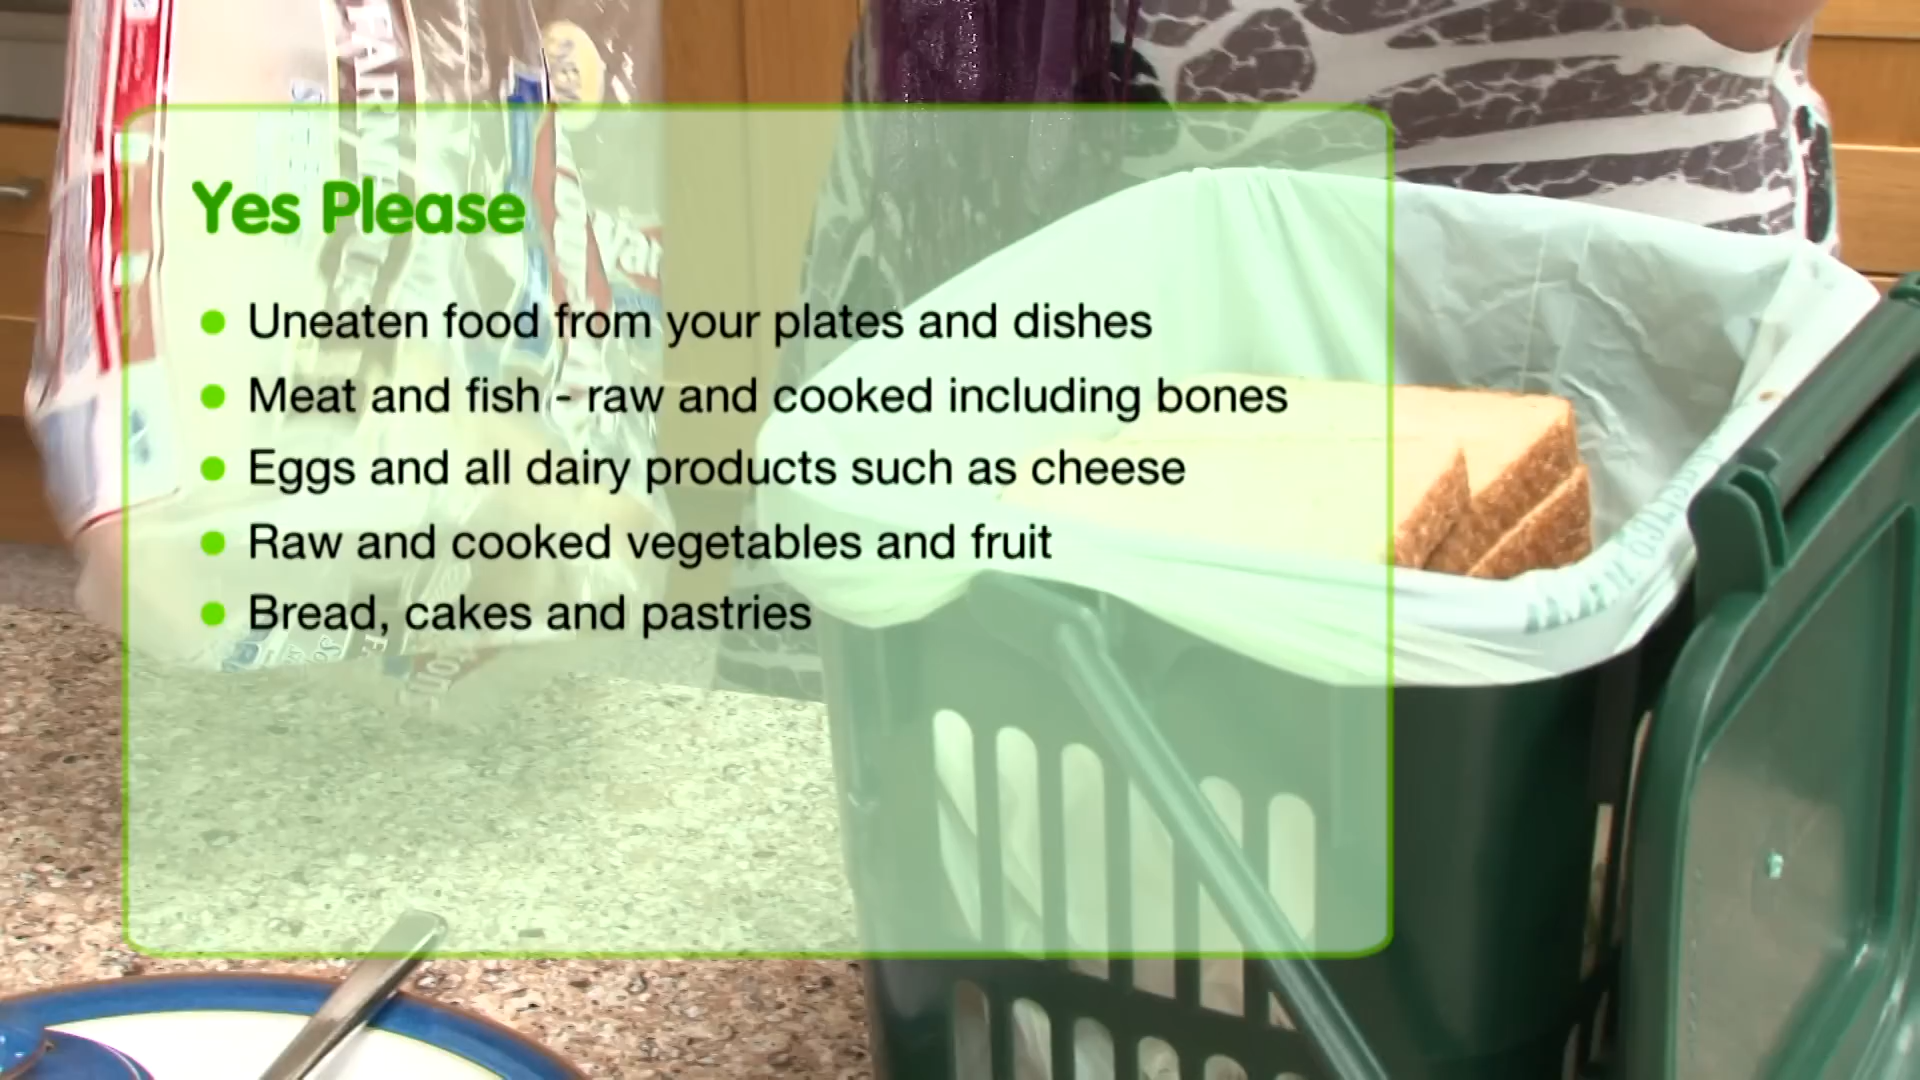 Yes Please
Uneaten food from your plates and dishes
Meat and fish - raw and cooked including bones
Eggs and all dairy products such as cheese
Raw and cooked vegetables and fruit
Bread, cakes and pastries